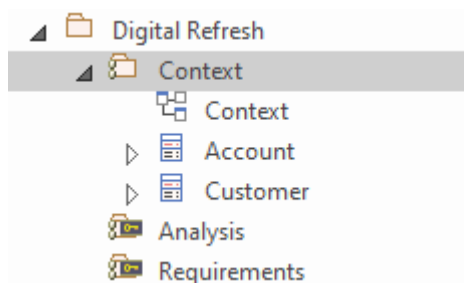 Digital Refresh
Context
Context
Account
Customer
Analysis
Requirements